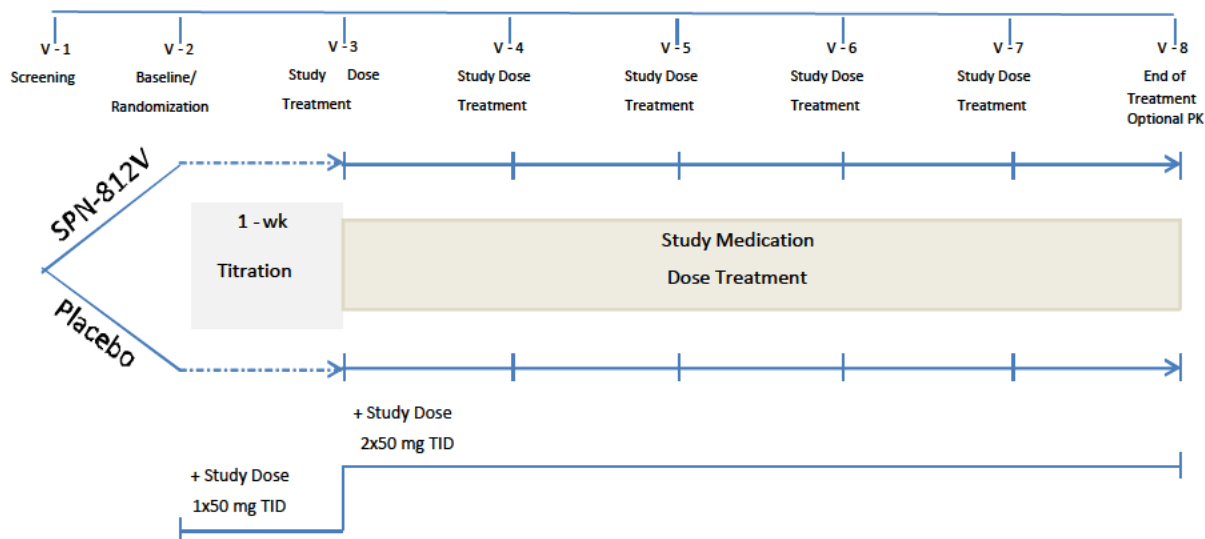 V - 1
V - 2
V - 3
V - 4
V - 5
V - 6
V - 7
V - 8
Screening
Baseline/
Randomization
Study Dose
Treatment
Study Dose
Treatment
Study Dose
Treatment
Study Dose
Treatment
Study Dose
Treatment
End of
Treatment
Optional PK
SPN-812V
Placebo
1 - wk
Titration
Study Medication
Dose Treatment
+ Study Dose
2x50 mg TID
+ Study Dose
1x50 mg TID